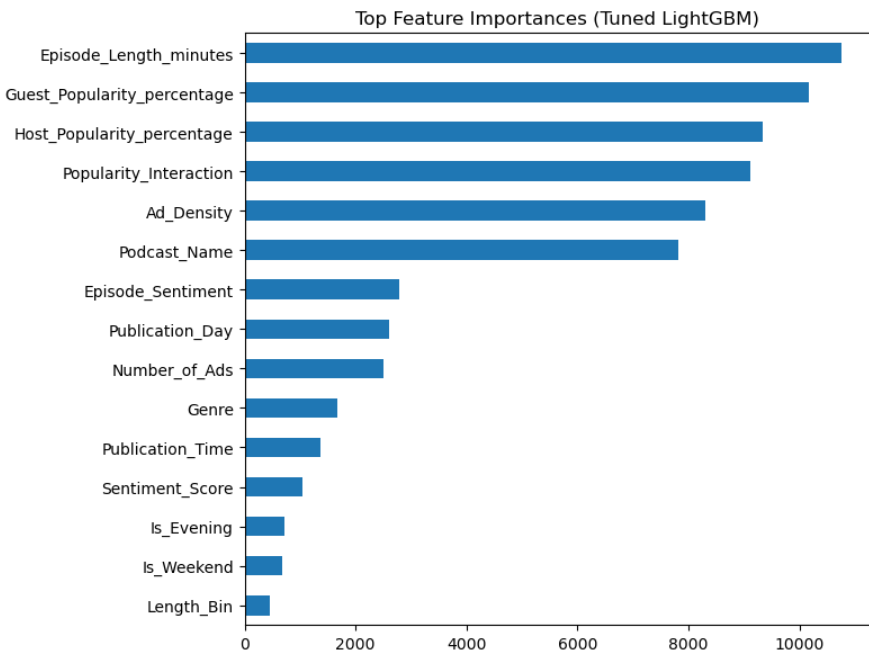 Top Feature Importances (Tuned LightGBM)
Episode_Length_minutes
Guest_Popularity_percentage
Host_Popularity_percentage
Popularity_Interaction
Ad_Density
Podcast_Name
Episode_Sentiment
Publication_Day
Number_of_Ads
Genre
Publication_Time
Sentiment_Score
Is_Evening
Is_Weekend
Length_Bin
0 2000 4000 6000 8000 10000